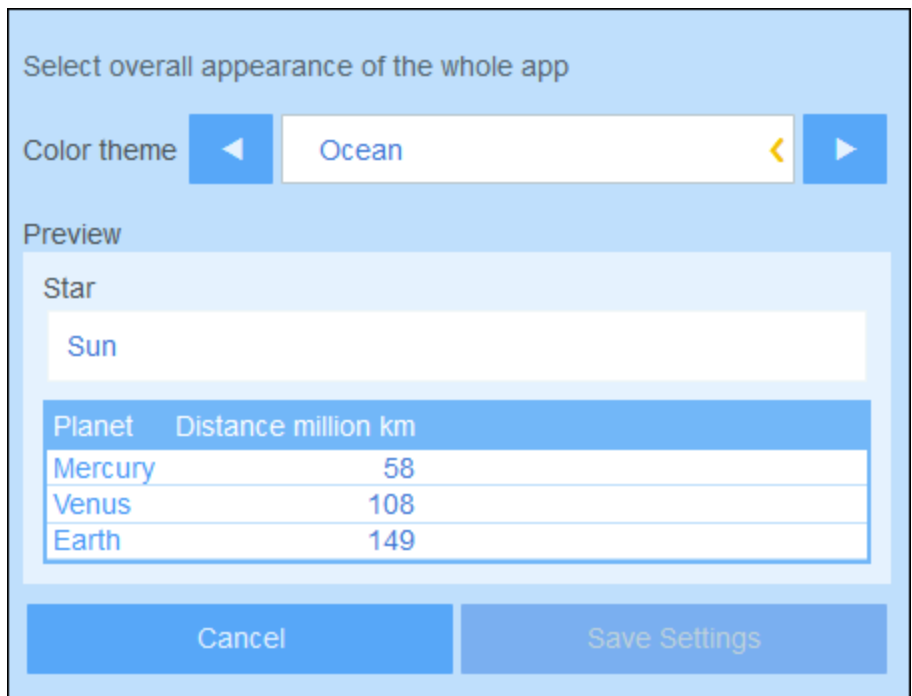 Select overall appearance of the whole app
Color theme Ocean
Preview
Star
Sun
Planet Distance million km
Mercury 58
Venus 108
Earth 149
Cancel Save Settings